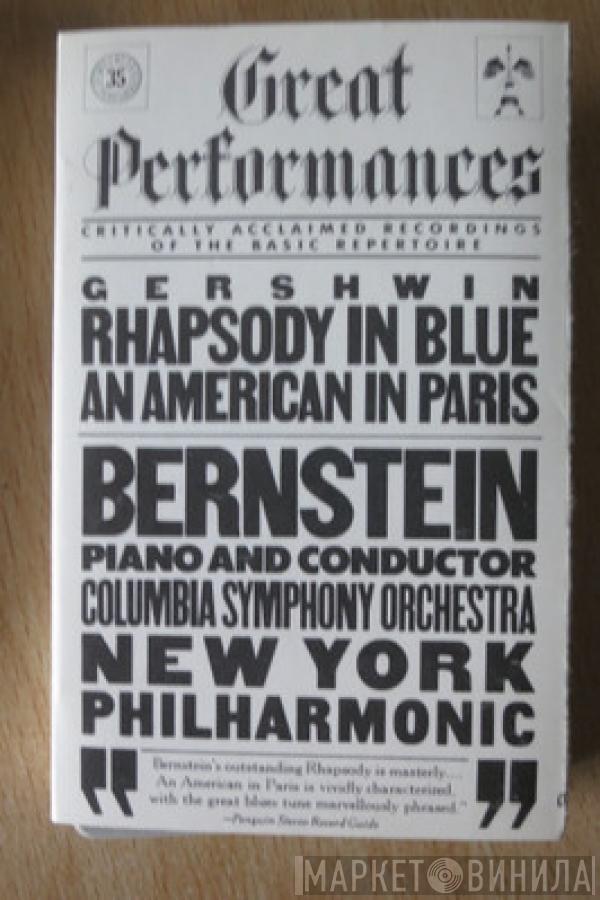 35
Great
Performances
CRITICALLY ACCLAIMED RECORDINGS
OF THE BASIC REPERTOIRE
GERSHWIN
RHAPSODY IN BLUE
AN AMERICAN IN PARIS
BERNSTEIN
PIANO AND CONDUCTOR
COLUMBIA SYMPHONY ORCHESTRA
NEW YORK
PHILHARMONIC
"Bernstein's outstanding Rhapsody is masterly....
An American in Paris is vividly characterized,
with the great blues tune marvellously phrased."
—Penguin Stereo Record Guide
МАРКЕТ ВИНИЛА